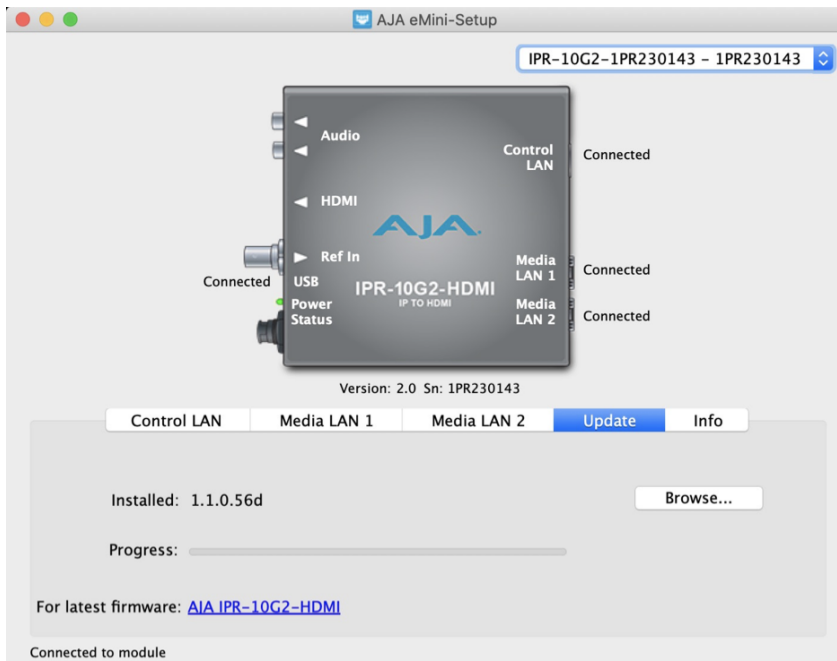 AJA eMini-Setup
IPR-10G2-1PR230143 - 1PR230143
Audio
Control
LAN
Connected
HDMI
AJA
Ref In
Connected
USB
Media
LAN 1
Connected
IPR-10G2-HDMI
IP TO HDMI
Power
Status
Media
LAN 2
Connected
Version: 2.0 Sn: 1PR230143
Control LAN
Media LAN 1
Media LAN 2
Update
Info
Installed: 1.1.0.56d
Browse...
Progress:
For latest firmware: AJA IPR-10G2-HDMI
Connected to module